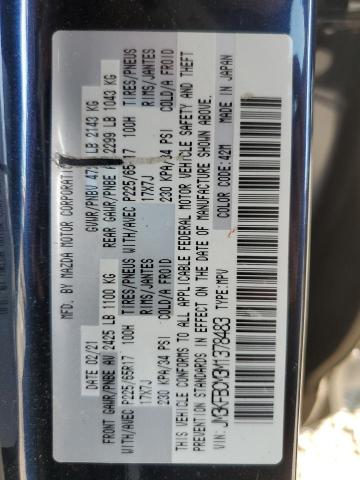 MFD. BY MAZDA MOTOR CORPORATION
DATE 02/21 GVWR/PNBV 47 LB 2143 KG
FRONT GAWR/PNBE AV 2425 LB 1100 KG REAR GAWR/PNBE 2299 LB 1043 KG
WITH/AVEC P225/65R17 100H TIRES/PNEUS WITH/AVEC P225/65 17 100H TIRES/PNEUS
17X7J RIMS/JANTES 17X7J RIMS/JANTES
230 KPA/34 PSI COLD/A FROID 230 KPA/34 PSI COLD/A FROID
THIS VEHICLE CONFORMS TO ALL APPLICABLE FEDERAL MOTOR VEHICLE SAFETY AND THEFT
PREVENTION STANDARDS IN EFFECT ON THE DATE OF MANUFACTURE SHOWN ABOVE.
VIN: TYPE:MPV COLOR CODE:42M MADE IN JAPAN